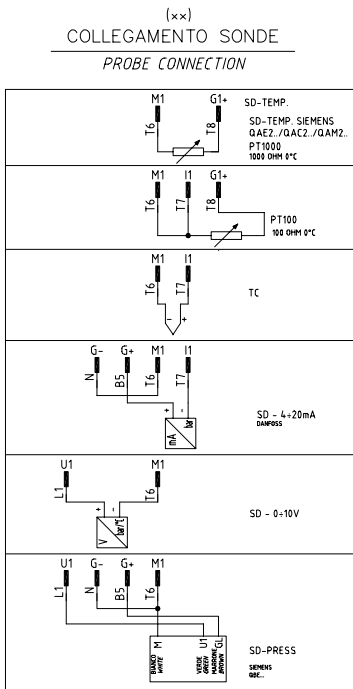 (xx)
COLLEGAMENTO SONDE
PROBE CONNECTION
M1 G1+
T6 T8
SD-TEMP.
SD-TEMP. SIEMENS
QAE2../QAC2../QAM2..
PT1000
1000 OHM 0°C
M1 I1 G1+
T6 T7 T8
PT100
100 OHM 0°C
M1 I1
T6 T7
- +
TC
G- G+ M1 I1
N B5 T6 T7
+ -
mA bar
SD - 4÷20mA
DANFOSS
U1 M1
L1 T6
+ -
V bar/°C
SD - 0÷10V
U1 G- G+ M1
L1 N B5 T6
M U1 GL
BIANCO WHITE
VERDE GREEN
MARRONE BROWN
SD-PRESS
SIEMENS
QBE..